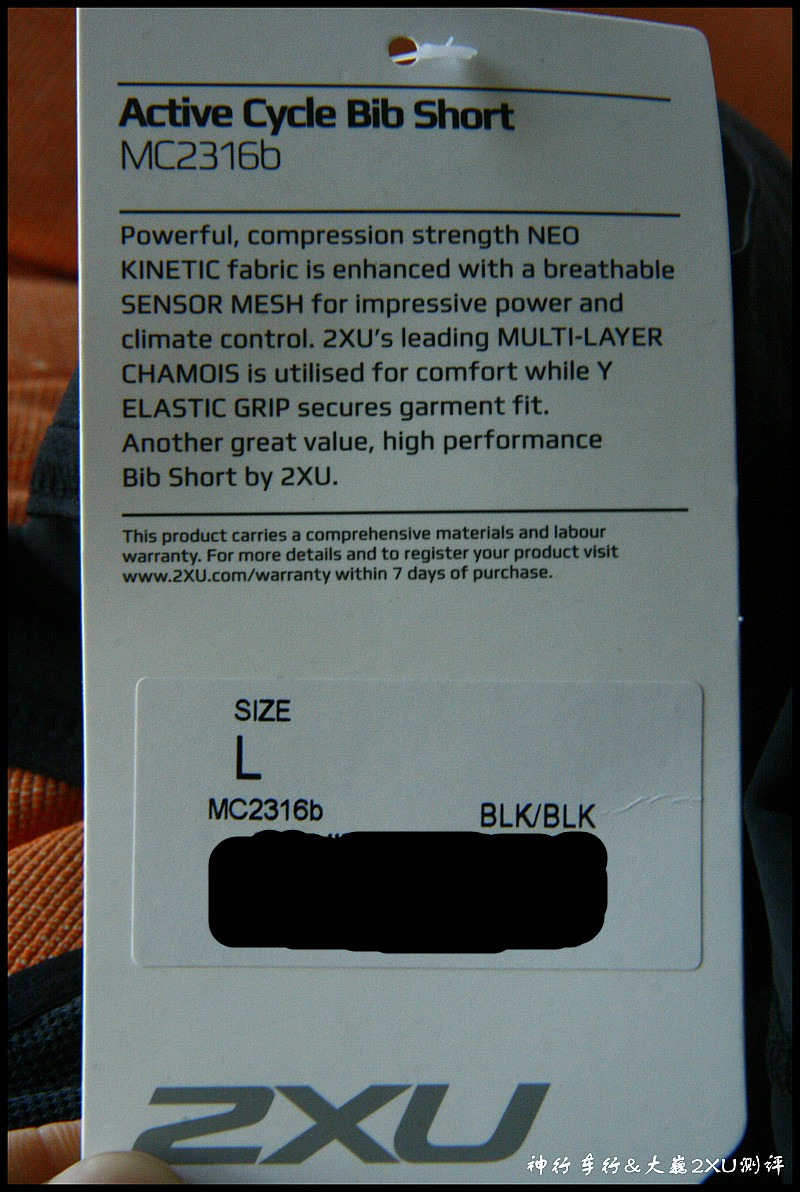 Active Cycle Bib Short
MC2316b
Powerful, compression strength NEO
KINETIC fabric is enhanced with a breathable
SENSOR MESH for impressive power and
climate control. 2XU's leading MULTI-LAYER
CHAMOIS is utilised for comfort while Y
ELASTIC GRIP secures garment fit.
Another great value, high performance
Bib Short by 2XU.
This product carries a comprehensive materials and labour
warranty. For more details and to register your product visit
www.2XU.com/warranty within 7 days of purchase.
SIZE
L
MC2316b BLK/BLK
2XU
神行车行&大巍2XU测评